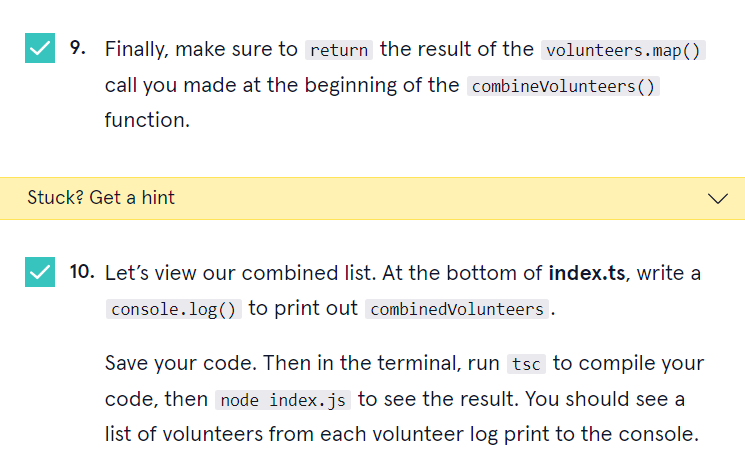 9. Finally, make sure to return the result of the volunteers.map()
call you made at the beginning of the combineVolunteers()
function.
Stuck? Get a hint
10. Let’s view our combined list. At the bottom of index.ts, write a
console.log() to print out combinedVolunteers.
Save your code. Then in the terminal, run tsc to compile your
code, then node index.js to see the result. You should see a
list of volunteers from each volunteer log print to the console.